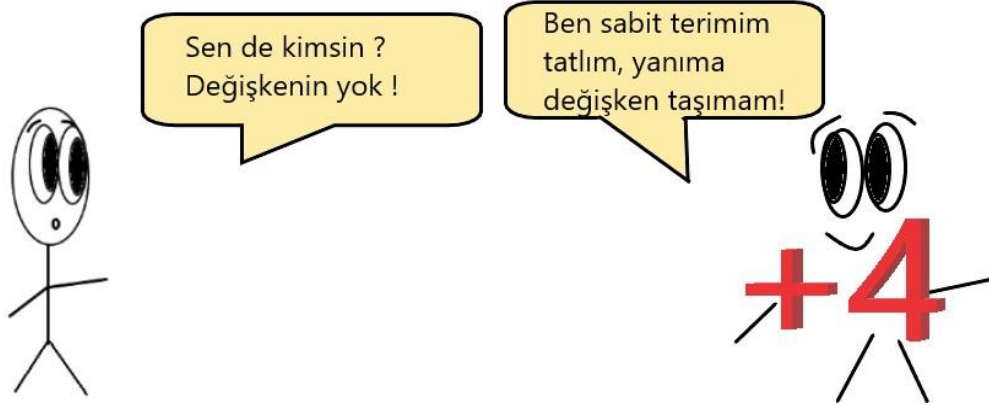 Sen de kimsin ?
Değişkenin yok !
Ben sabit terimim
tatlım, yanıma
değişken taşımam!
+4